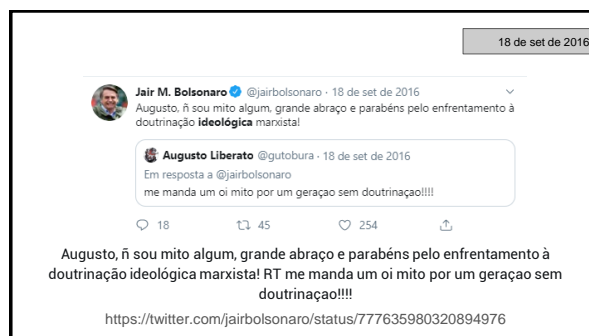 18 de set de 2016
Jair M. Bolsonaro @jairbolsonaro · 18 de set de 2016
Augusto, ñ sou mito algum, grande abraço e parabéns pelo enfrentamento à
doutrinação ideológica marxista!
Augusto Liberato @gutobura · 18 de set de 2016
Em resposta a @jairbolsonaro
me manda um oi mito por um geraçao sem doutrinaçao!!!!
18 45 254
Augusto, ñ sou mito algum, grande abraço e parabéns pelo enfrentamento à
doutrinação ideológica marxista! RT me manda um oi mito por um geraçao sem
doutrinaçao!!!!
https://twitter.com/jairbolsonaro/status/777635980320894976